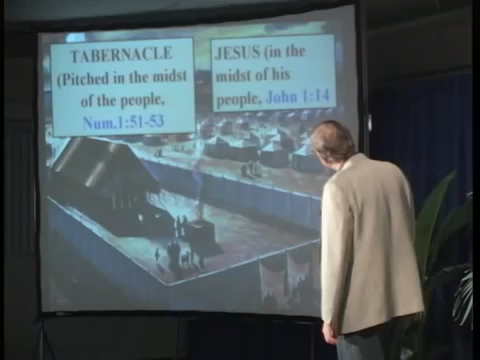 TABERNACLE
(Pitched in the midst
of the people,
Num.1:51-53
JESUS (in the
midst of his
people, John 1:14